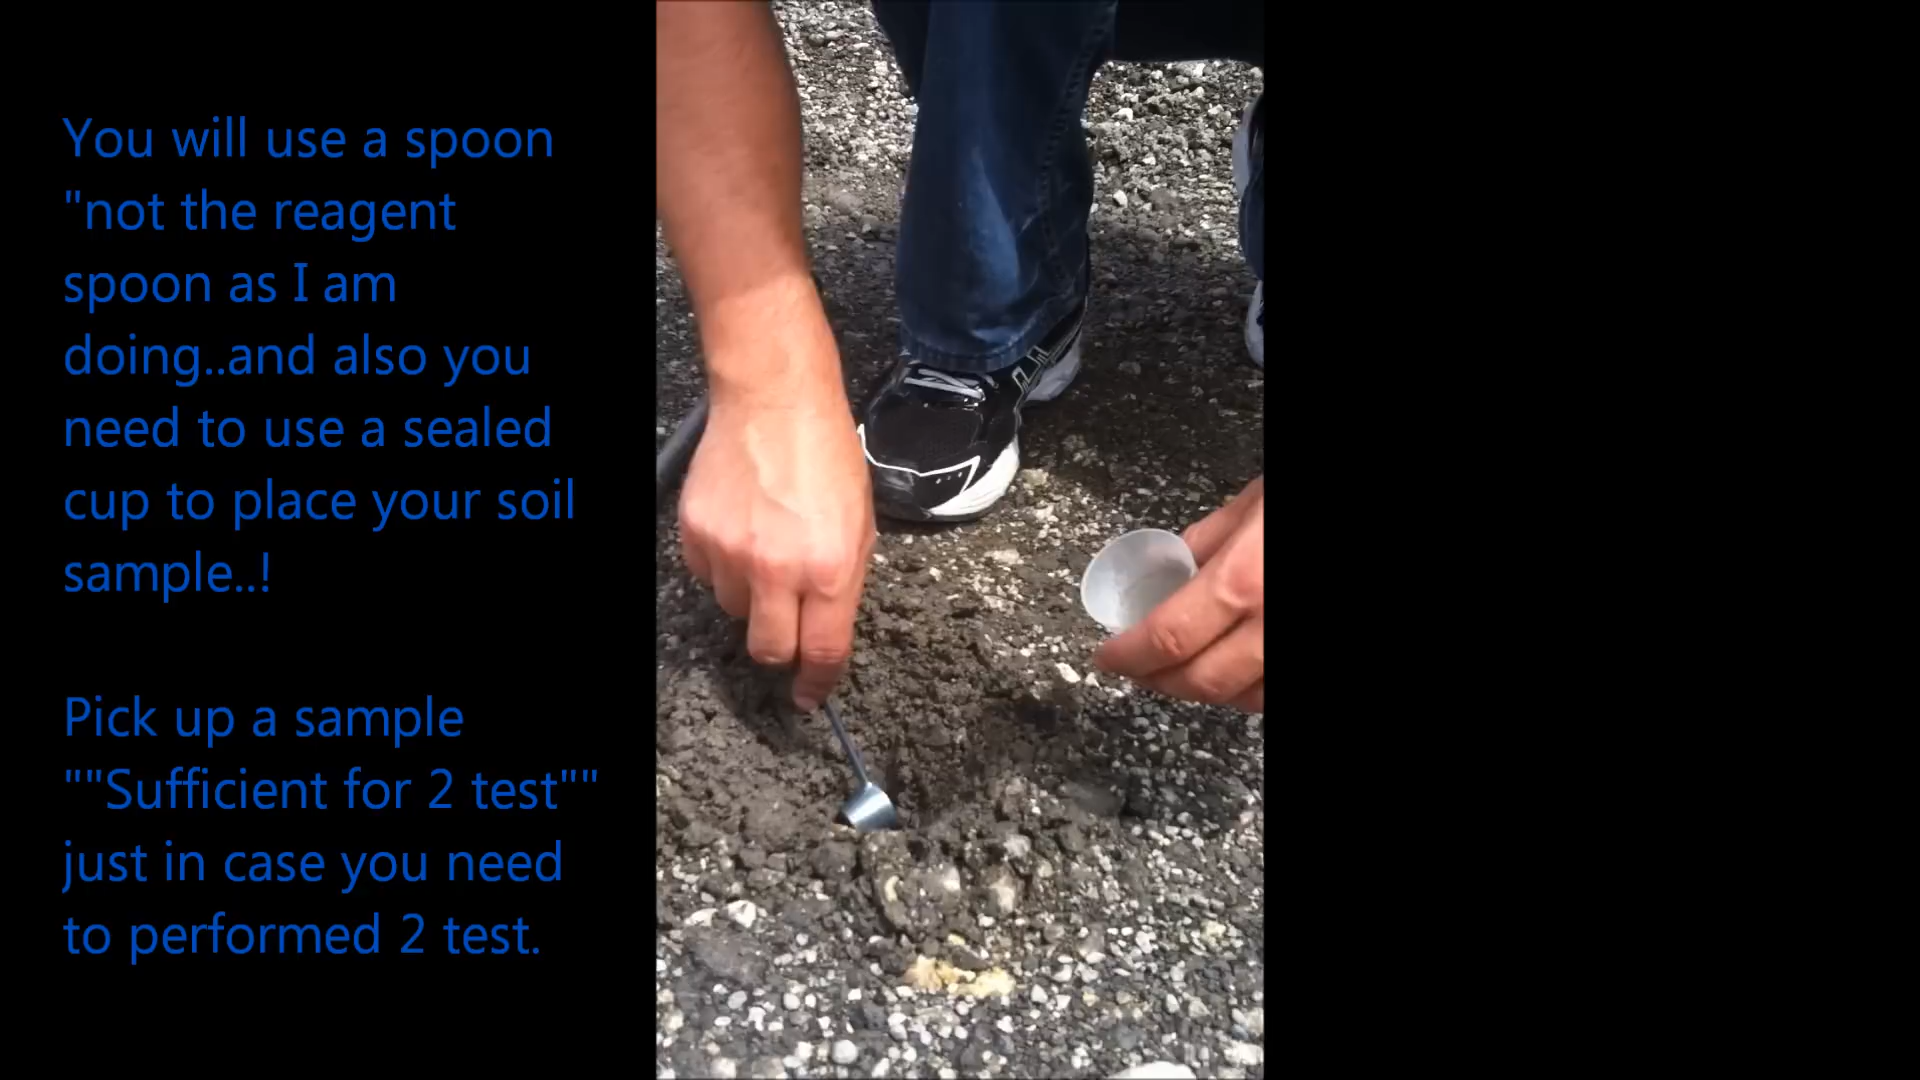 You will use a spoon
"not the reagent
spoon as I am
doing..and also you
need to use a sealed
cup to place your soil
sample..!
Pick up a sample
""Sufficient for 2 test""
just in case you need
to performed 2 test.